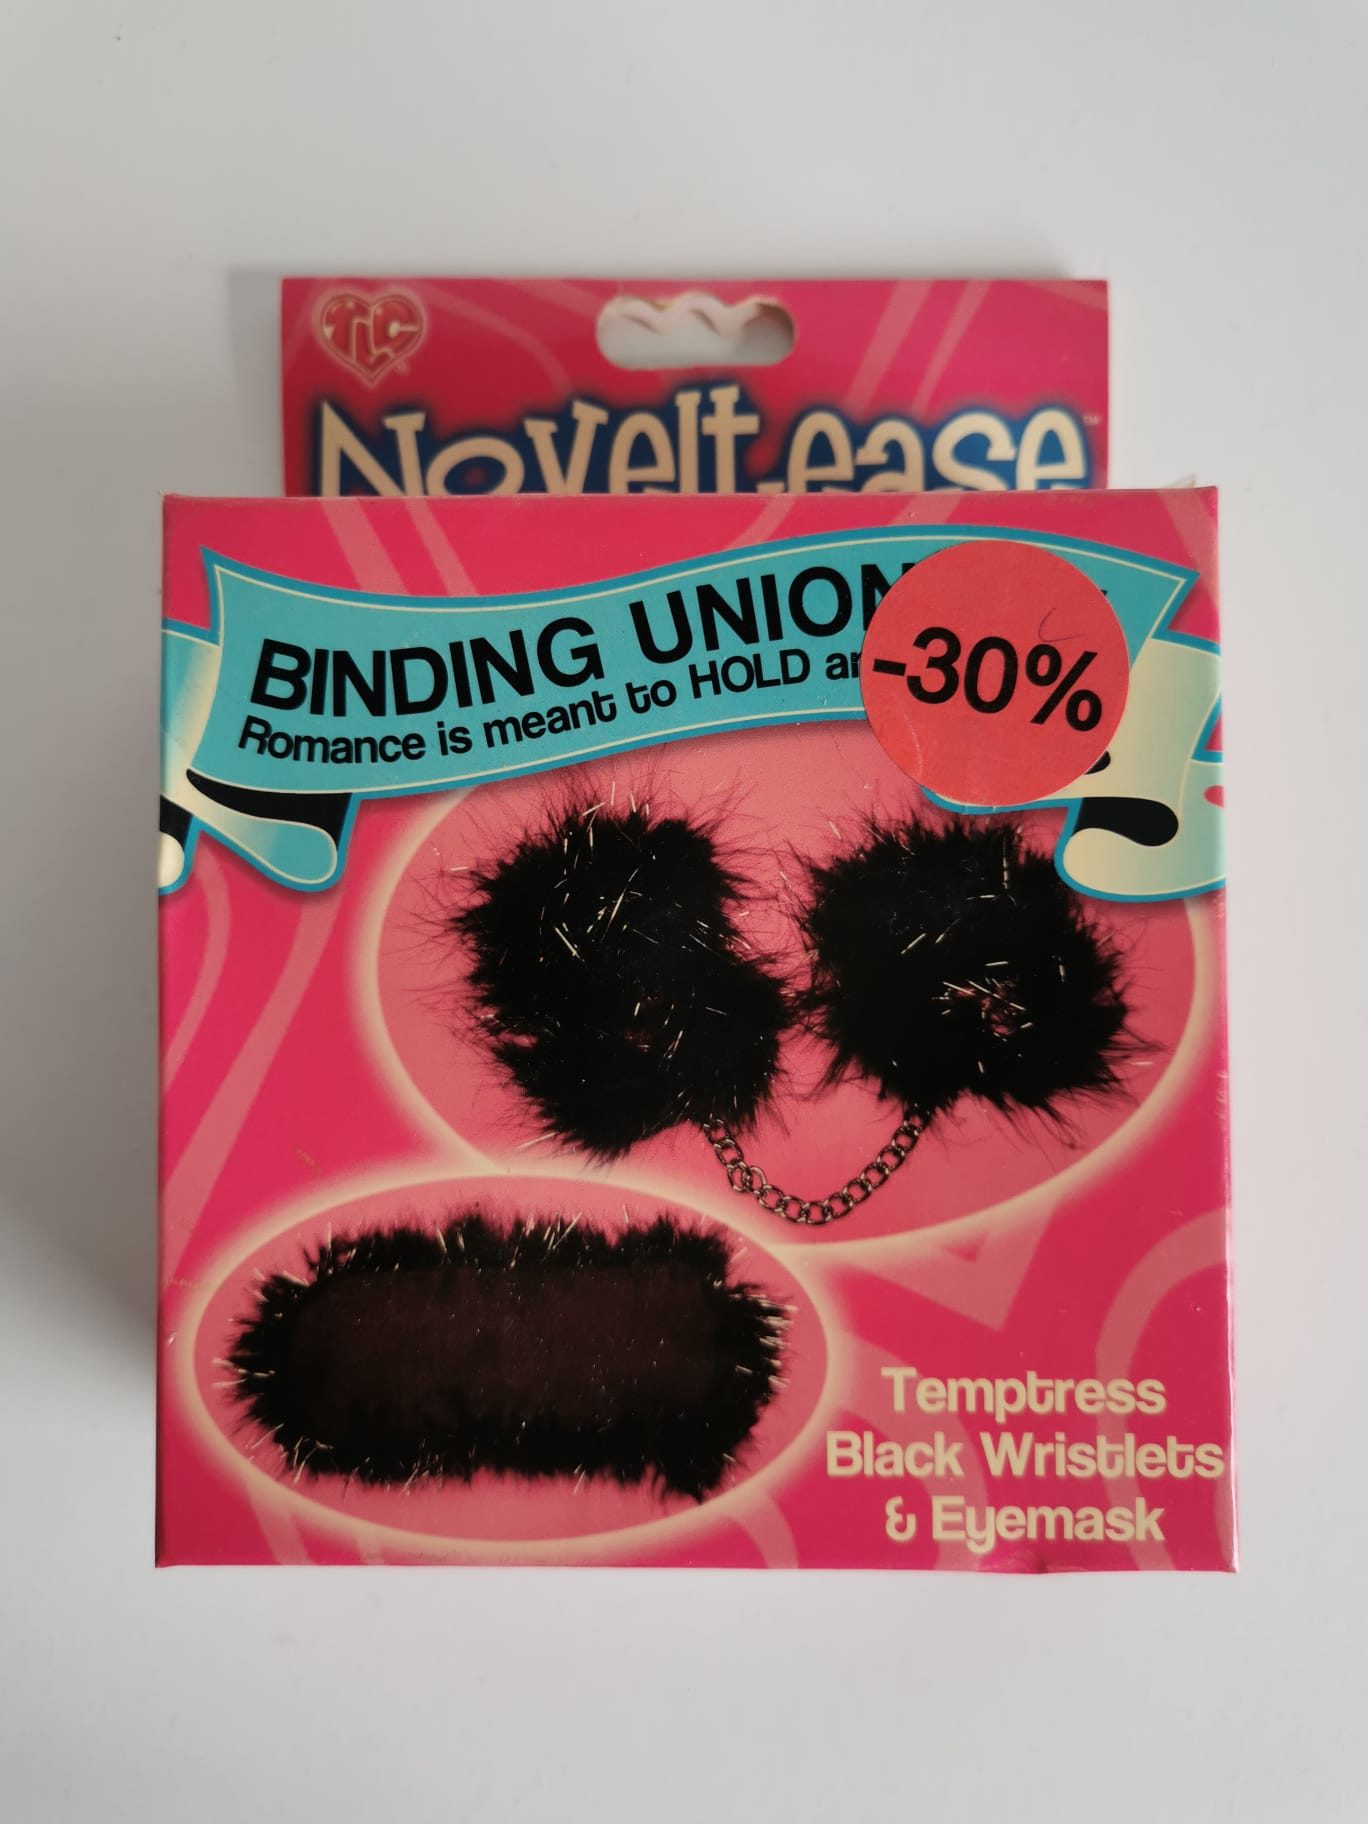 TLC
Novelt-ease
BINDING UNION
Romance is meant to HOLD
-30%
Temptress
Black Wristlets
& Eyemask